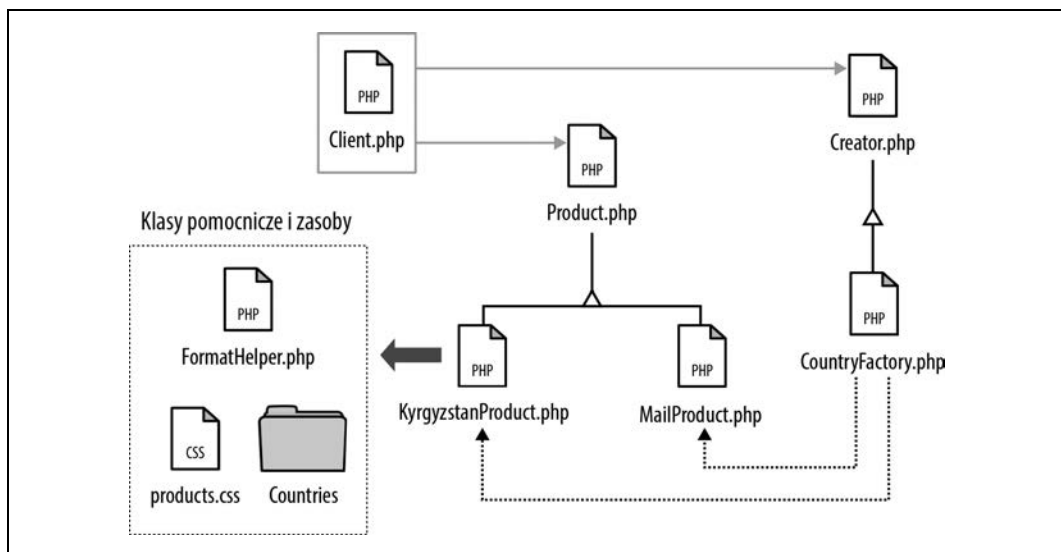 PHP
Client.php
PHP
Creator.php
PHP
Product.php
Klasy pomocnicze i zasoby
PHP
FormatHelper.php
PHP
KyrgyzstanProduct.php
PHP
MailProduct.php
PHP
CountryFactory.php
CSS
products.css
Countries